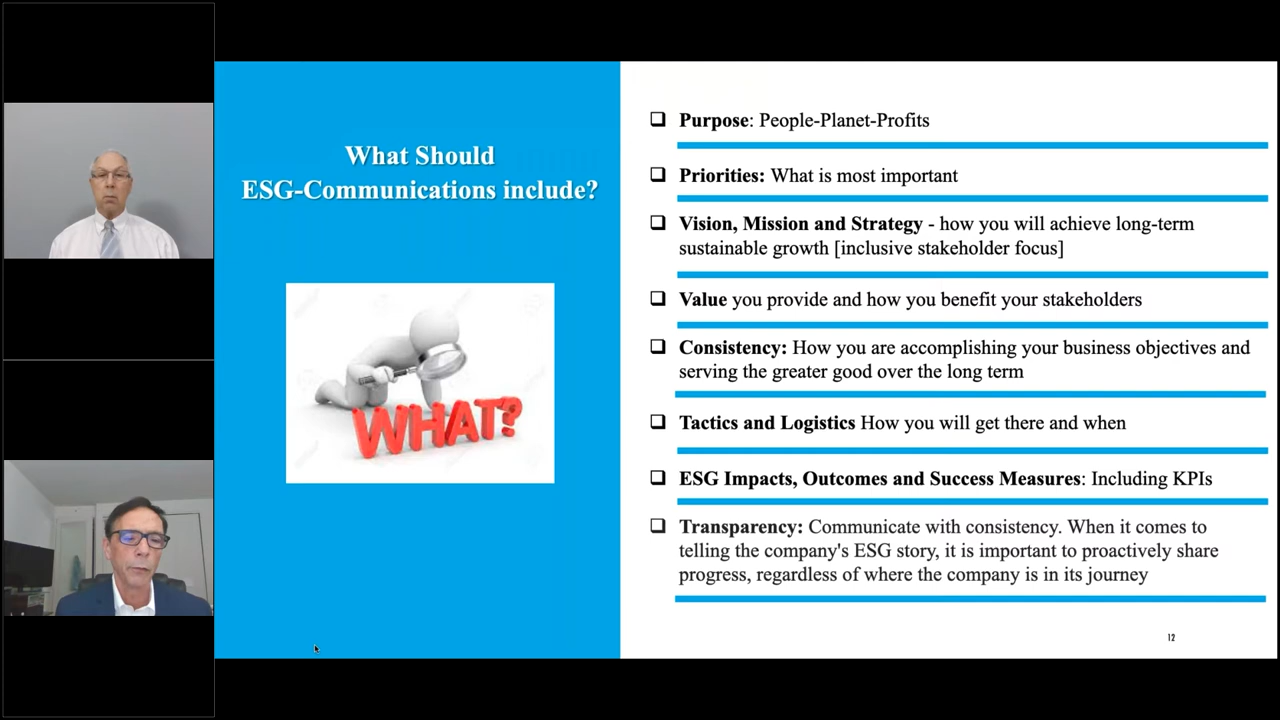 What Should
ESG-Communications include?
WHAT?
Purpose: People-Planet-Profits
Priorities: What is most important
Vision, Mission and Strategy - how you will achieve long-term
sustainable growth [inclusive stakeholder focus]
Value you provide and how you benefit your stakeholders
Consistency: How you are accomplishing your business objectives and
serving the greater good over the long term
Tactics and Logistics How you will get there and when
ESG Impacts, Outcomes and Success Measures: Including KPIs
Transparency: Communicate with consistency. When it comes to
telling the company's ESG story, it is important to proactively share
progress, regardless of where the company is in its journey
12